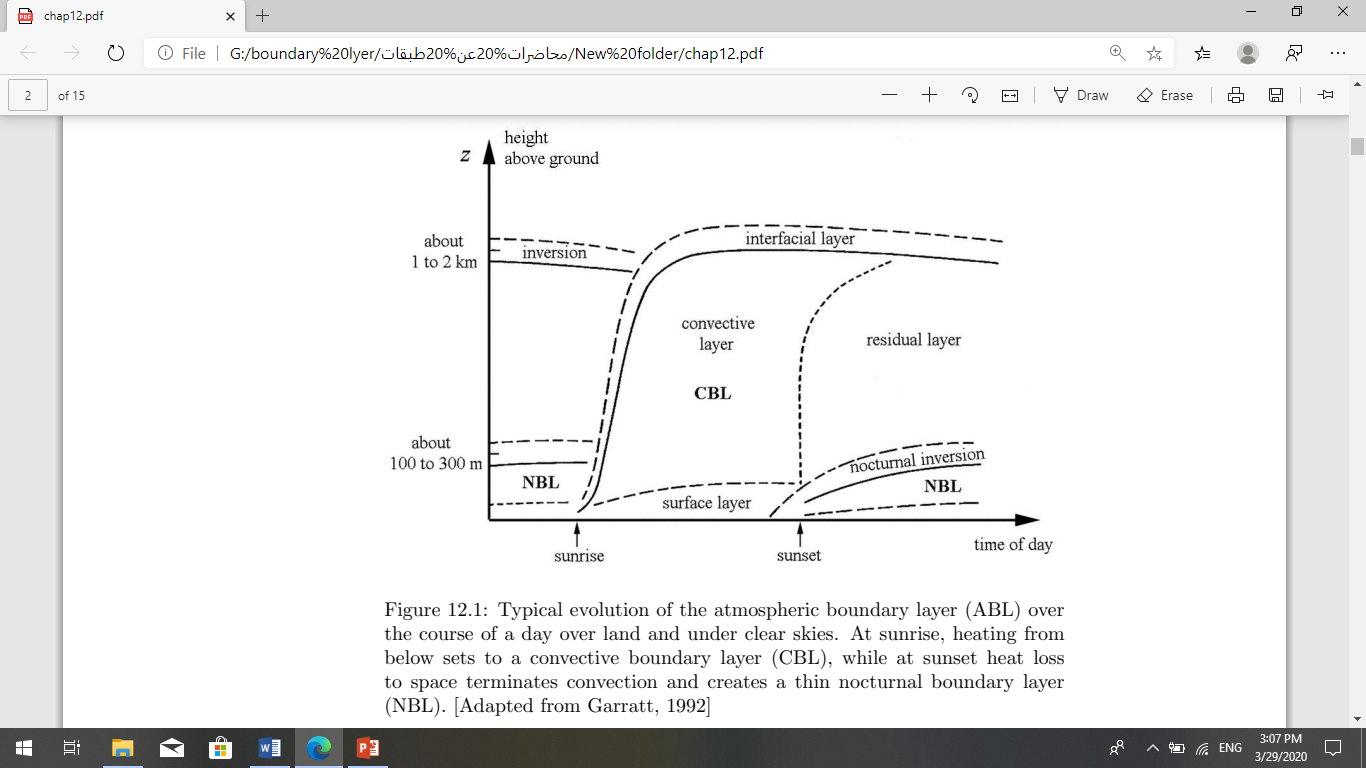 chap12.pdf
File
G:/boundary%20lyer/محاضرات%20عن%20طبقات/New%20folder/chap12.pdf
2
of 15
Draw
Erase
height
above ground
z
about
1 to 2 km
inversion
interfacial layer
convective
layer
CBL
residual layer
about
100 to 300 m
NBL
surface layer
nocturnal inversion
NBL
sunrise
sunset
time of day
Figure 12.1: Typical evolution of the atmospheric boundary layer (ABL) over
the course of a day over land and under clear skies. At sunrise, heating from
below sets to a convective boundary layer (CBL), while at sunset heat loss
to space terminates convection and creates a thin nocturnal boundary layer
(NBL). [Adapted from Garratt, 1992]
ENG
3:07 PM
3/29/2020